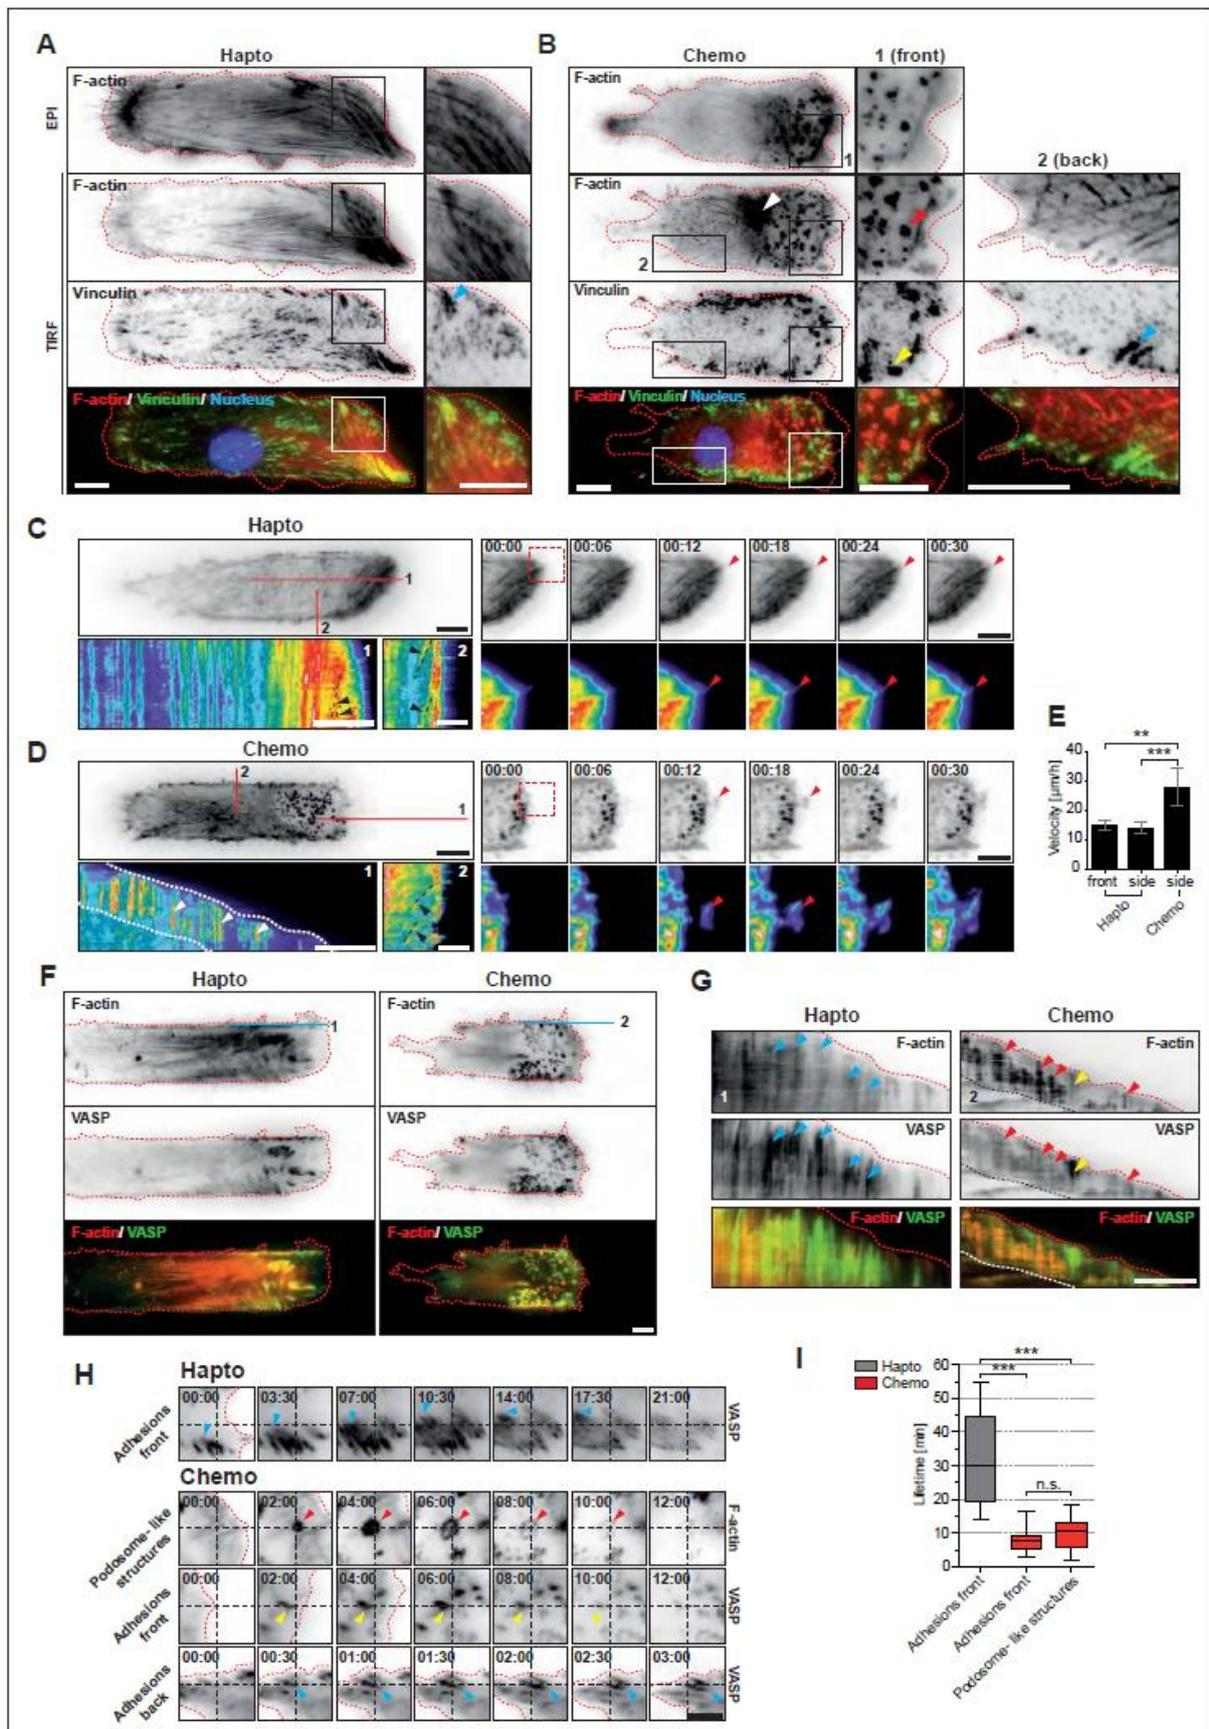 A
Hapto
F-actin
EPI
F-actin
Vinculin
TIRF
F-actin/ Vinculin/ Nucleus
B
Chemo
1 (front)
F-actin
1
2 (back)
F-actin
2
Vinculin
F-actin/ Vinculin/ Nucleus
C
Hapto
1
2
1
2
00:00
00:06
00:12
00:18
00:24
00:30
D
Chemo
2
1
1
2
00:00
00:06
00:12
00:18
00:24
00:30
E
**
***
40
30
20
10
0
Velocity [µm/h]
front side side
Hapto Chemo
F
Hapto
Chemo
F-actin
1
2
VASP
F-actin/ VASP
F-actin/ VASP
G
Hapto
Chemo
F-actin
F-actin
1
2
VASP
VASP
F-actin/ VASP
F-actin/ VASP
H
Hapto
Adhesions front
00:00 03:30 07:00 10:30 14:00 17:30 21:00
VASP
Chemo
Podosome- like structures
00:00 02:00 04:00 06:00 08:00 10:00 12:00
F-actin
Adhesions front
00:00 02:00 04:00 06:00 08:00 10:00 12:00
VASP
Adhesions back
00:00 00:30 01:00 01:30 02:00 02:30 03:00
VASP
I
Hapto
Chemo
***
***
n.s.
60
50
40
30
20
10
0
Lifetime [min]
Adhesions front
Adhesions front
Podosome- like structures